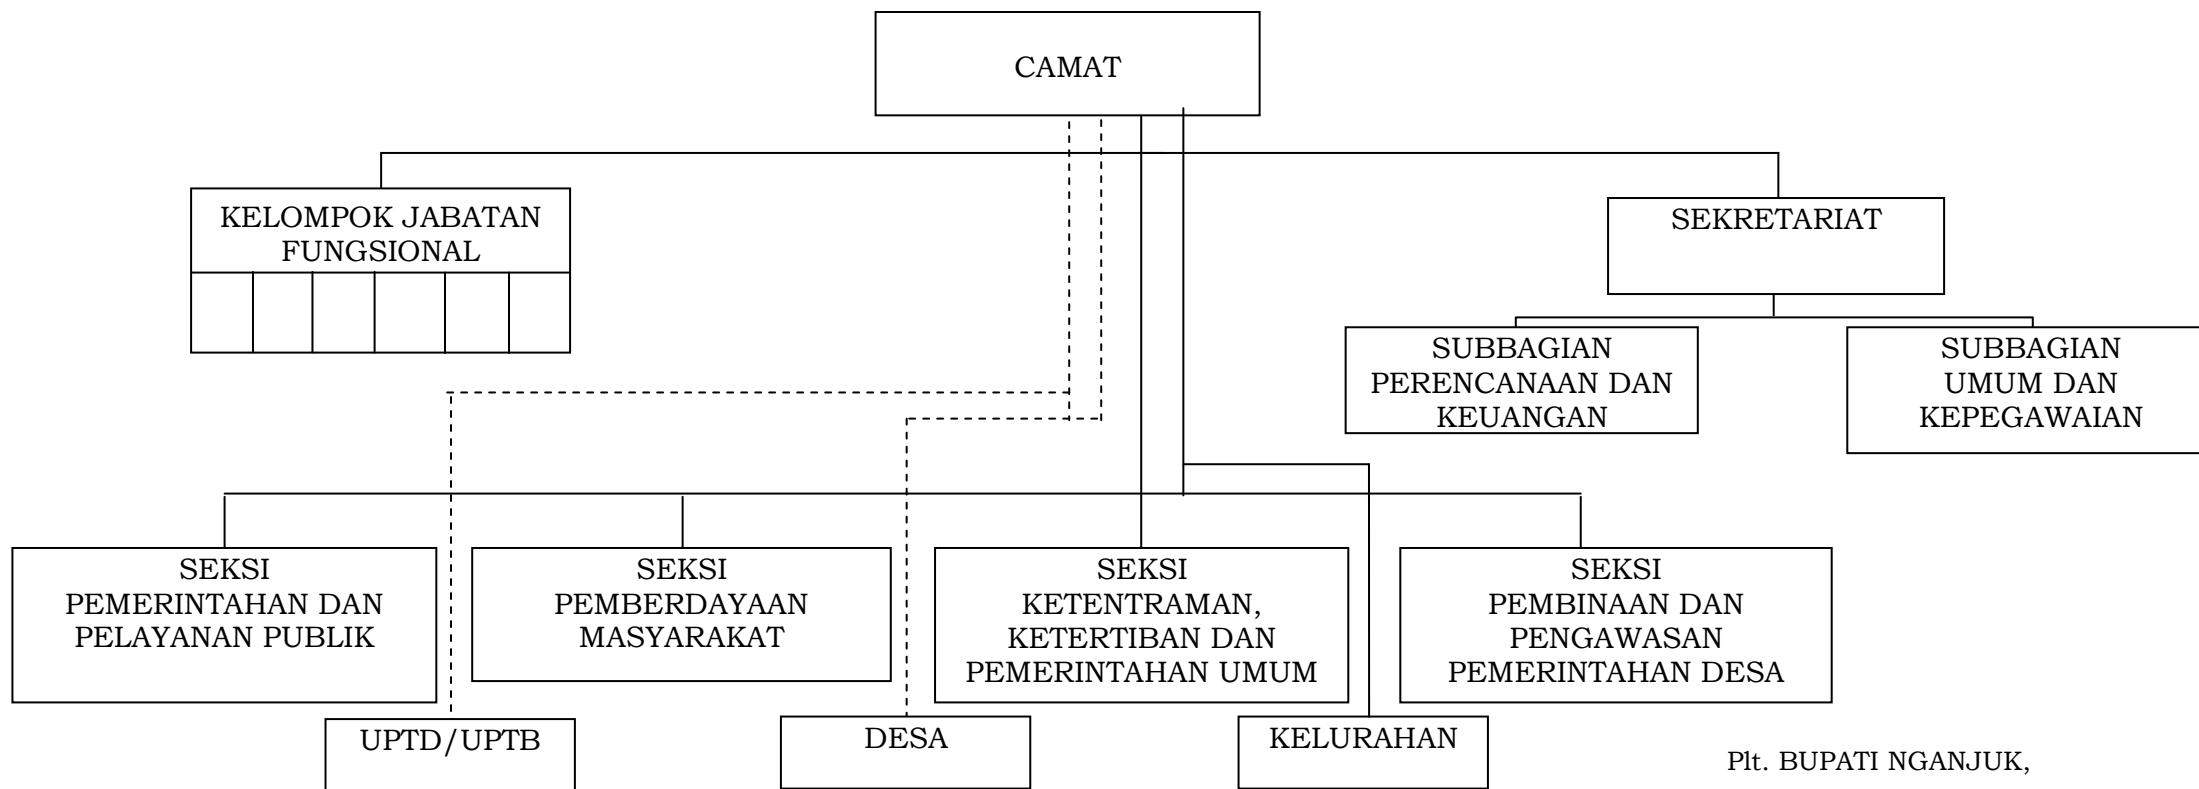 CAMAT
KELOMPOK JABATAN
FUNGSIONAL
SEKRETARIAT
SUBBAGIAN
PERENCANAAN DAN
KEUANGAN
SUBBAGIAN
UMUM DAN
KEPEGAWAIAN
SEKSI
PEMERINTAHAN DAN
PELAYANAN PUBLIK
SEKSI
PEMBERDAYAAN
MASYARAKAT
SEKSI
KETENTRAMAN,
KETERTIBAN DAN
PEMERINTAHAN UMUM
SEKSI
PEMBINAAN DAN
PENGAWASAN
PEMERINTAHAN DESA
UPTD/UPTB
DESA
KELURAHAN
Plt. BUPATI NGANJUK,